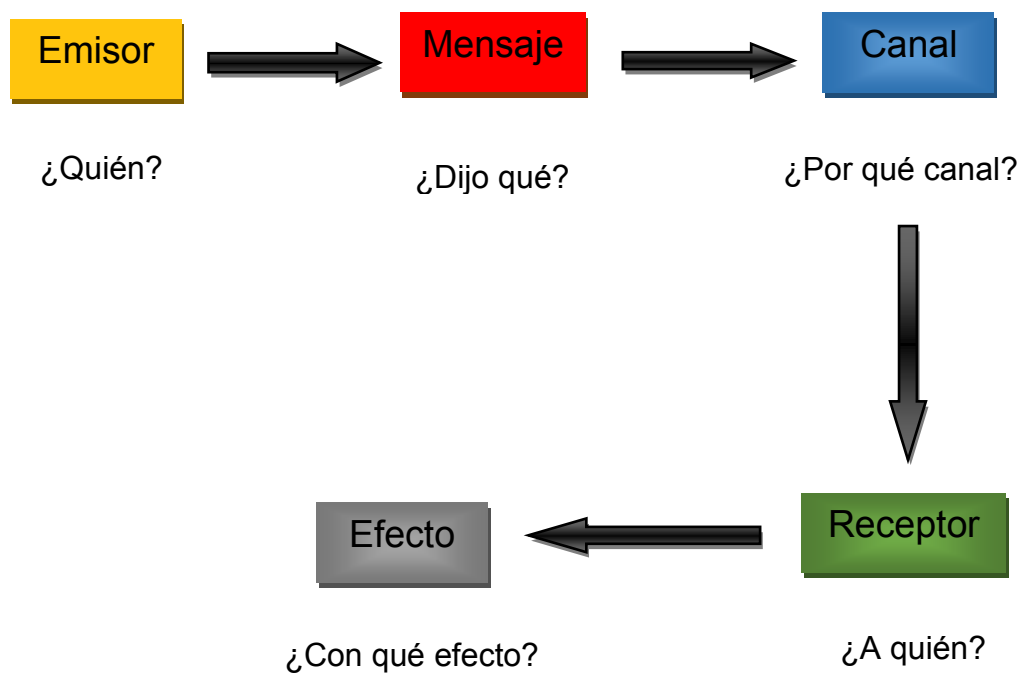 Emisor
Mensaje
Canal
¿Quién?
¿Dijo qué?
¿Por qué canal?
Receptor
Efecto
¿A quién?
¿Con qué efecto?